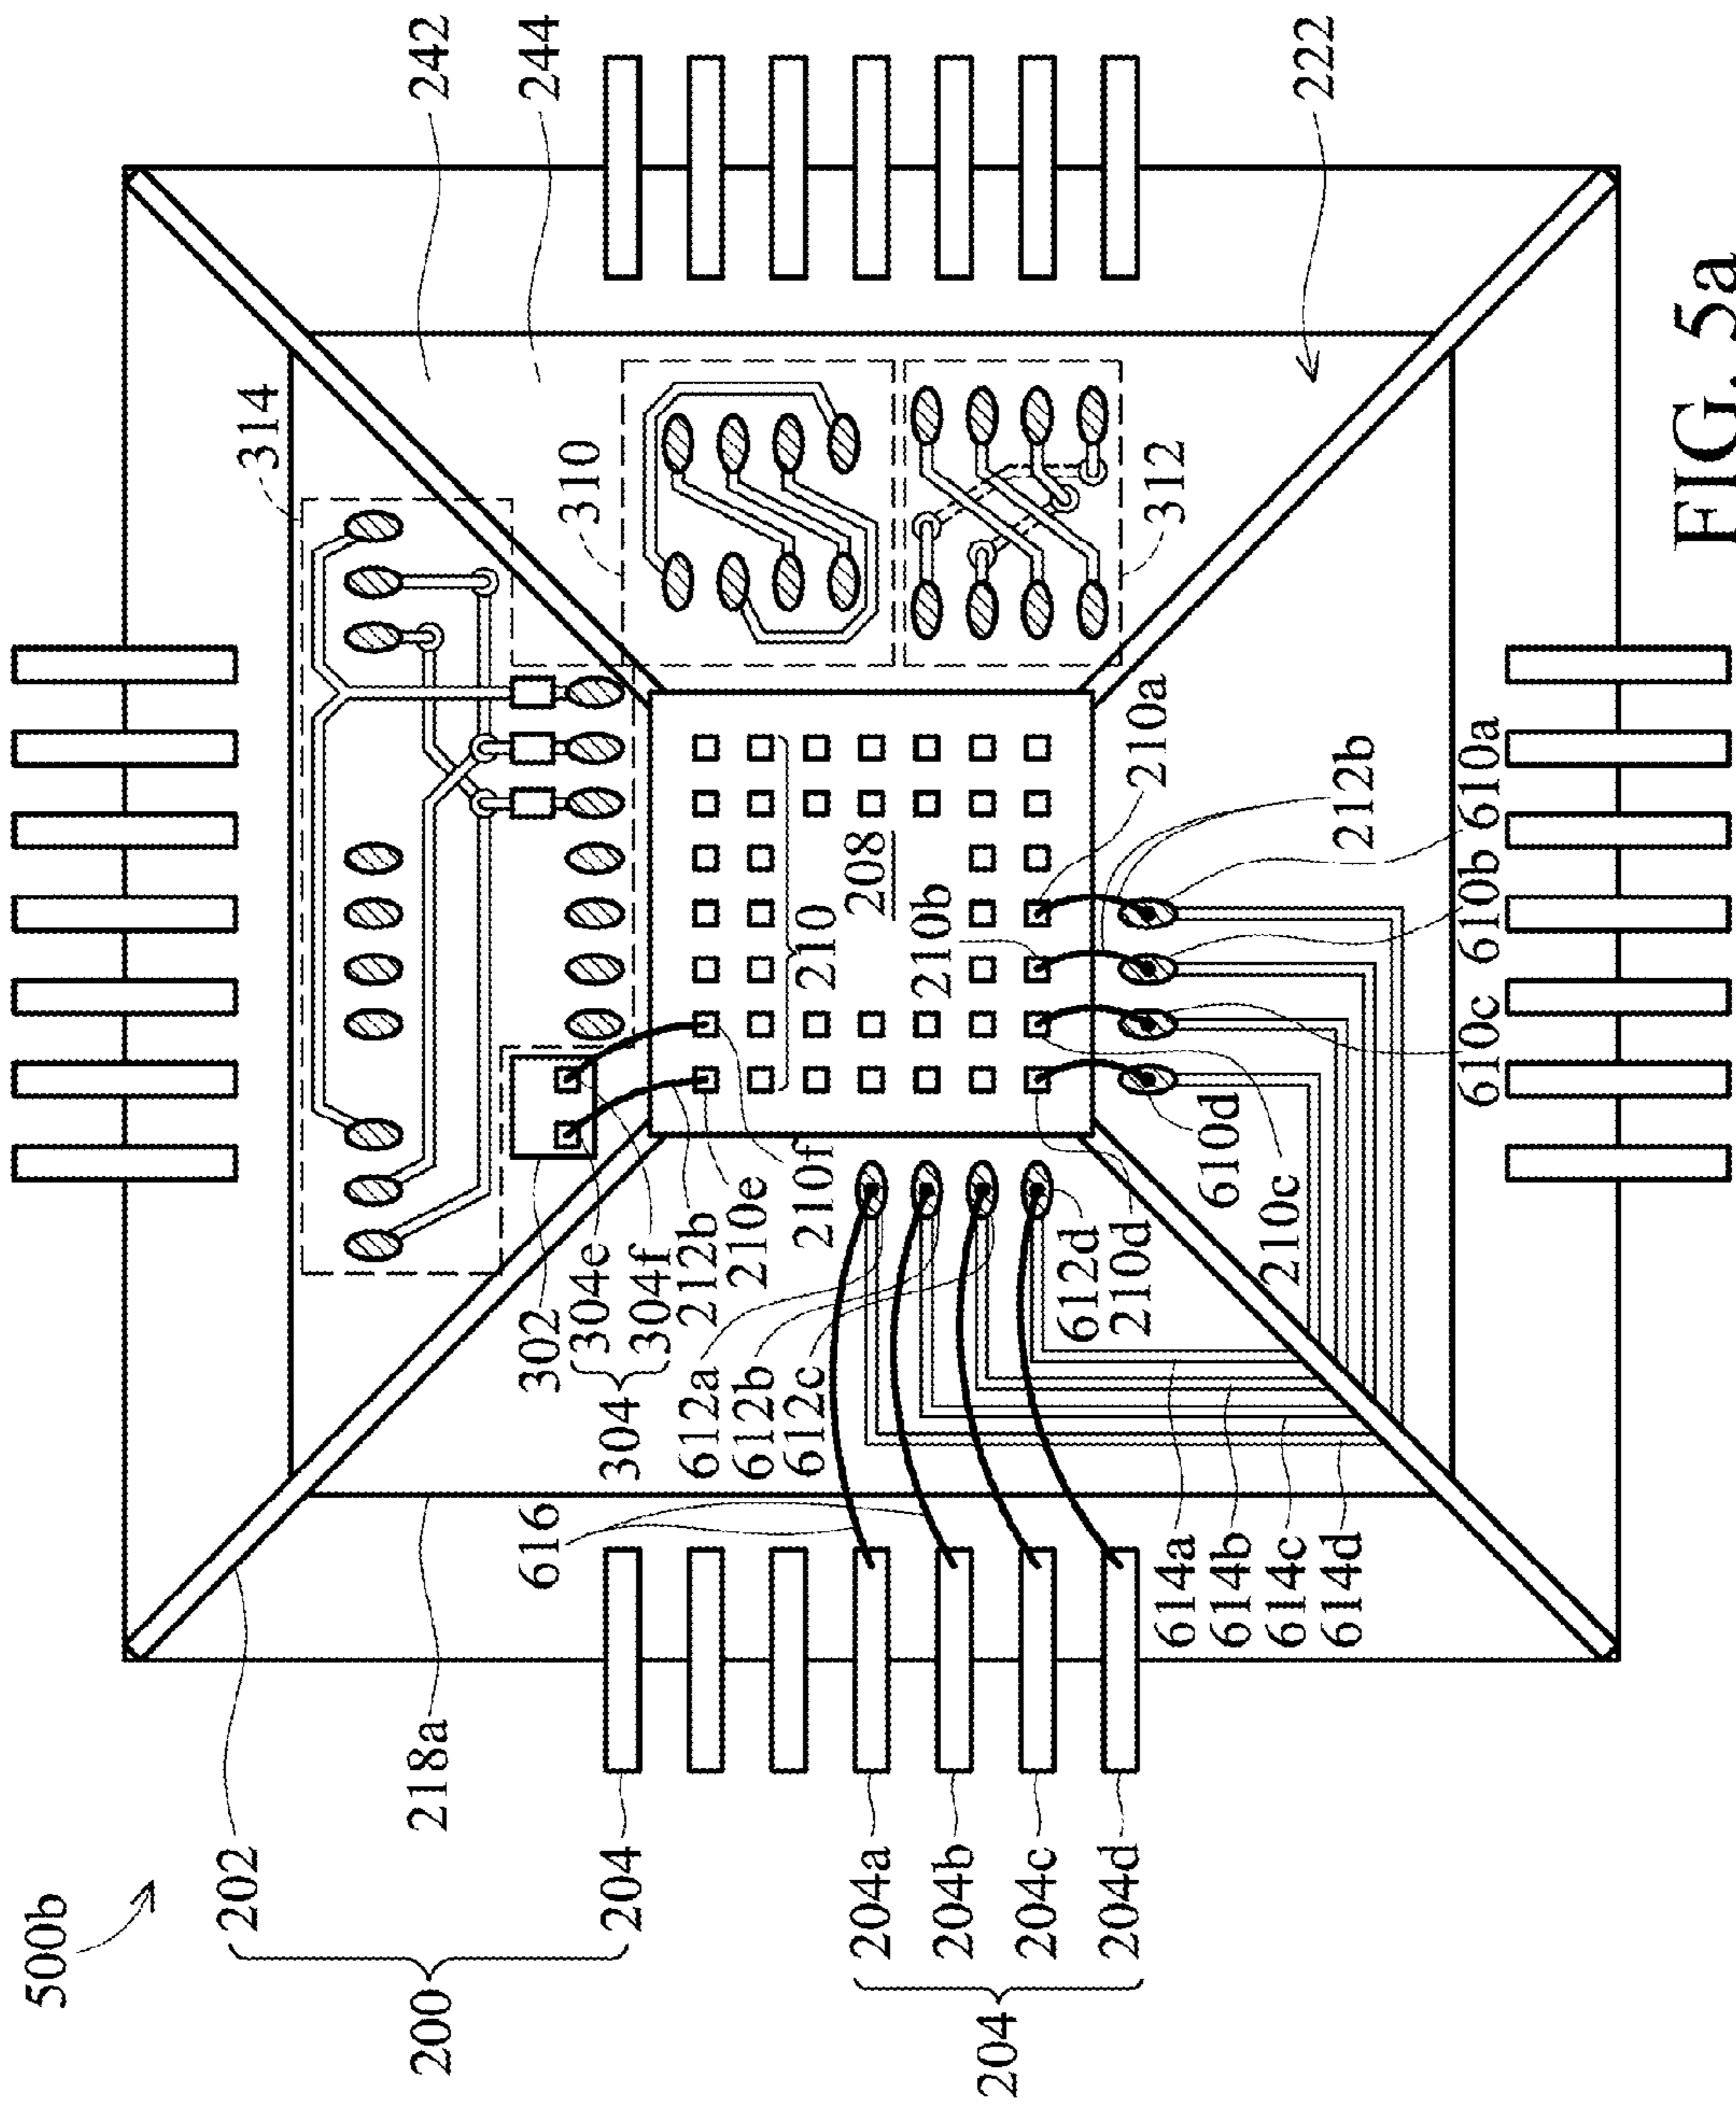 500b
200
202
204
218a
204
204a
204b
204c
204d
616
302
304
304e
304f
212b
210e
210f
612a
612b
612c
612d
210d
614a
614b
614c
614d
210c
610d
314
310
312
242
244
222
210
208
210b
210a
212b
610c
610b
610a
FIG. 5a